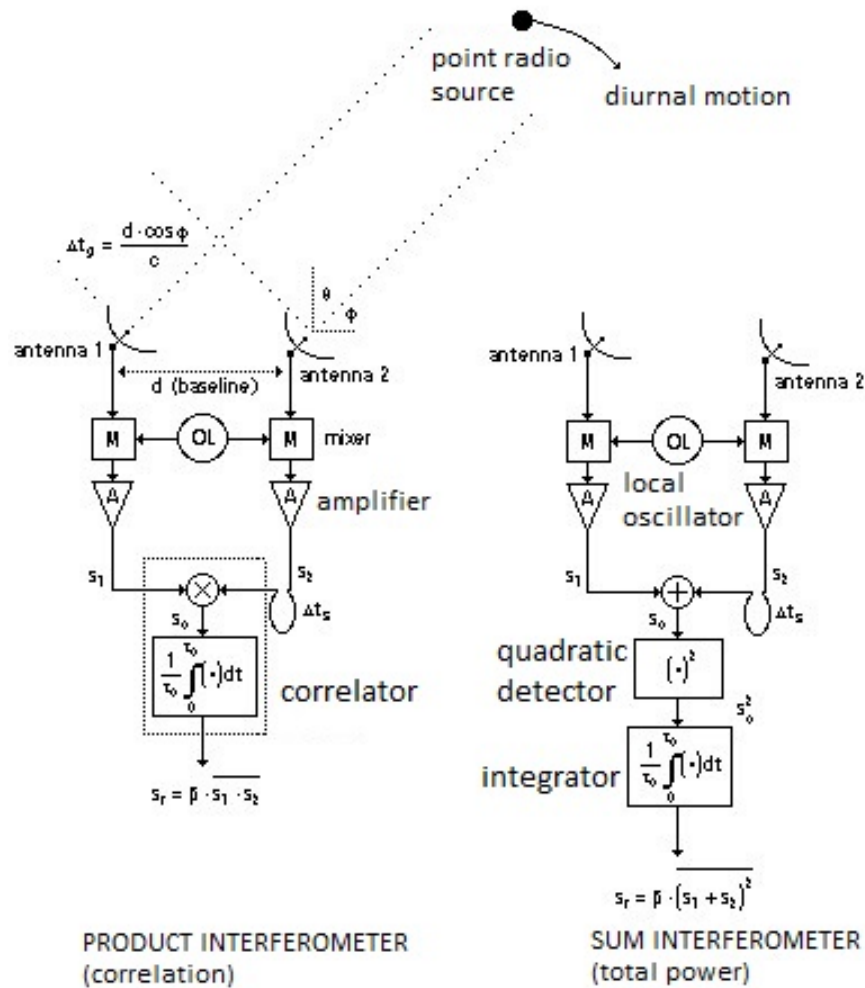 point radio
source
diurnal motion
Δt_g = d · cos ϕ / c
θ
ϕ
antenna 1
antenna 2
d (baseline)
M
OL
M
mixer
A
A
amplifier
s₁
s₂
×
s₀
Δt_s
1/τ₀ ∫₀^τ₀ (·)dt
correlator
s_r = β · \overline{s₁ · s₂}
PRODUCT INTERFEROMETER
(correlation)
antenna 1
antenna 2
M
OL
M
A
local
oscillator
A
s₁
s₂
+
s₀
Δt_s
quadratic
detector
(·)²
s₀²
integrator
1/τ₀ ∫₀^τ₀ (·)dt
s_r = β · \overline{(s₁ + s₂)²}
SUM INTERFEROMETER
(total power)